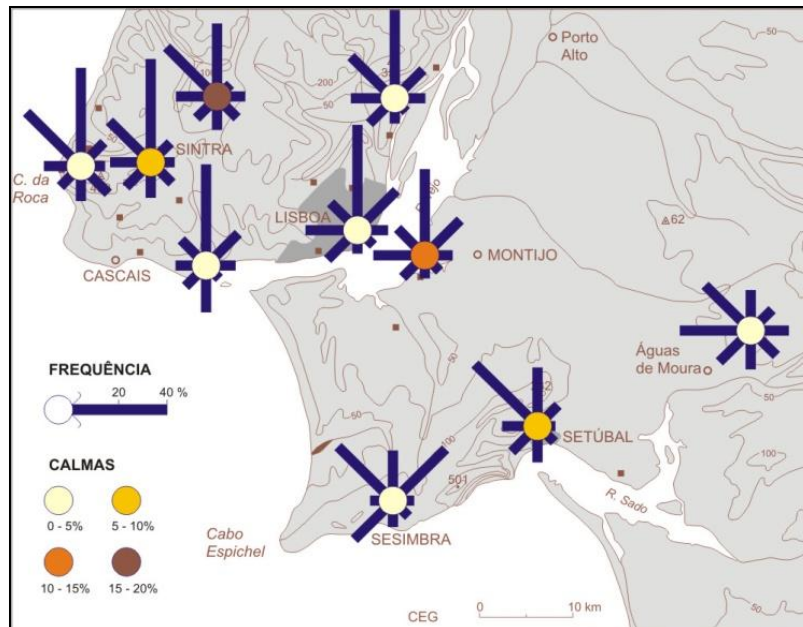 Porto
Alto
200
50
50
SINTRA
C. da
Roca
LISBOA
62
CASCAIS
MONTIJO
FREQUÊNCIA
20
40 %
Águas
de Moura
50
50
50
SETÚBAL
CALMAS
100
100
501
0 - 5%
5 - 10%
R. Sado
Cabo
Espichel
SESIMBRA
10 - 15%
15 - 20%
50
CEG
0
10 km